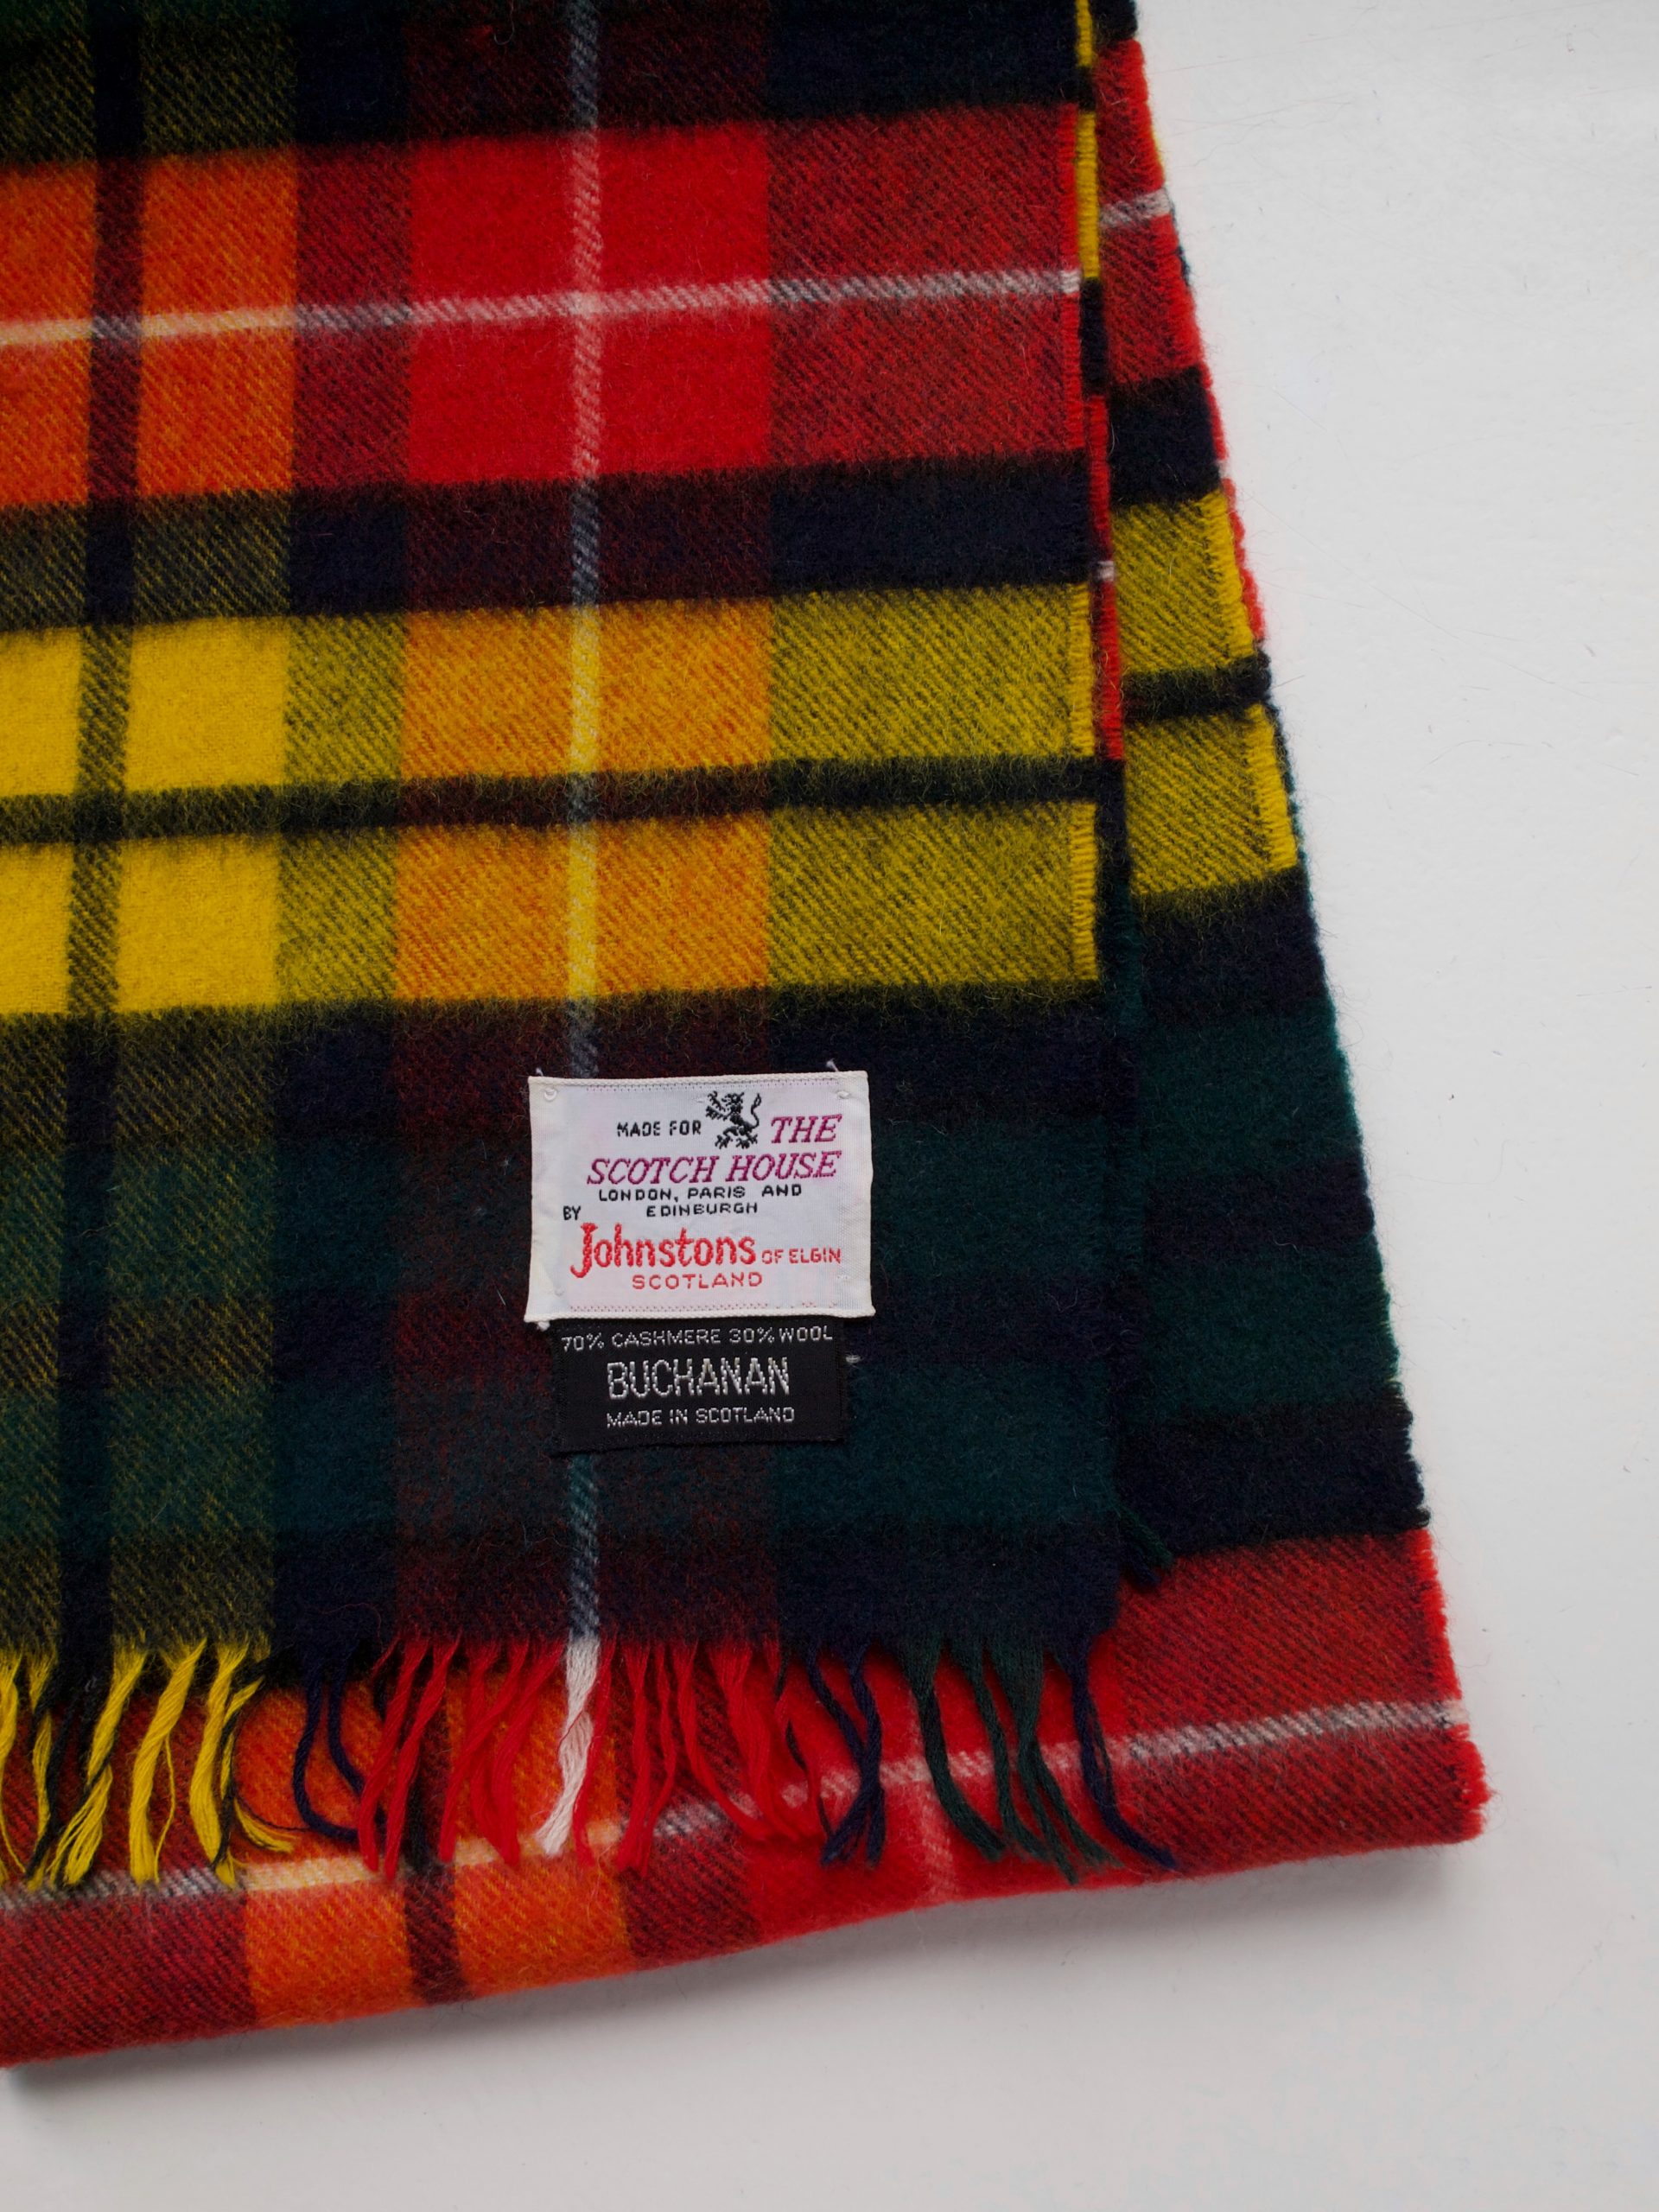 MADE FOR THE
SCOTCH HOUSE
LONDON, PARIS AND
BY EDINBURGH
Johnstons OF ELGIN
SCOTLAND
70% CASHMERE 30% WOOL
BUCHANAN
MADE IN SCOTLAND